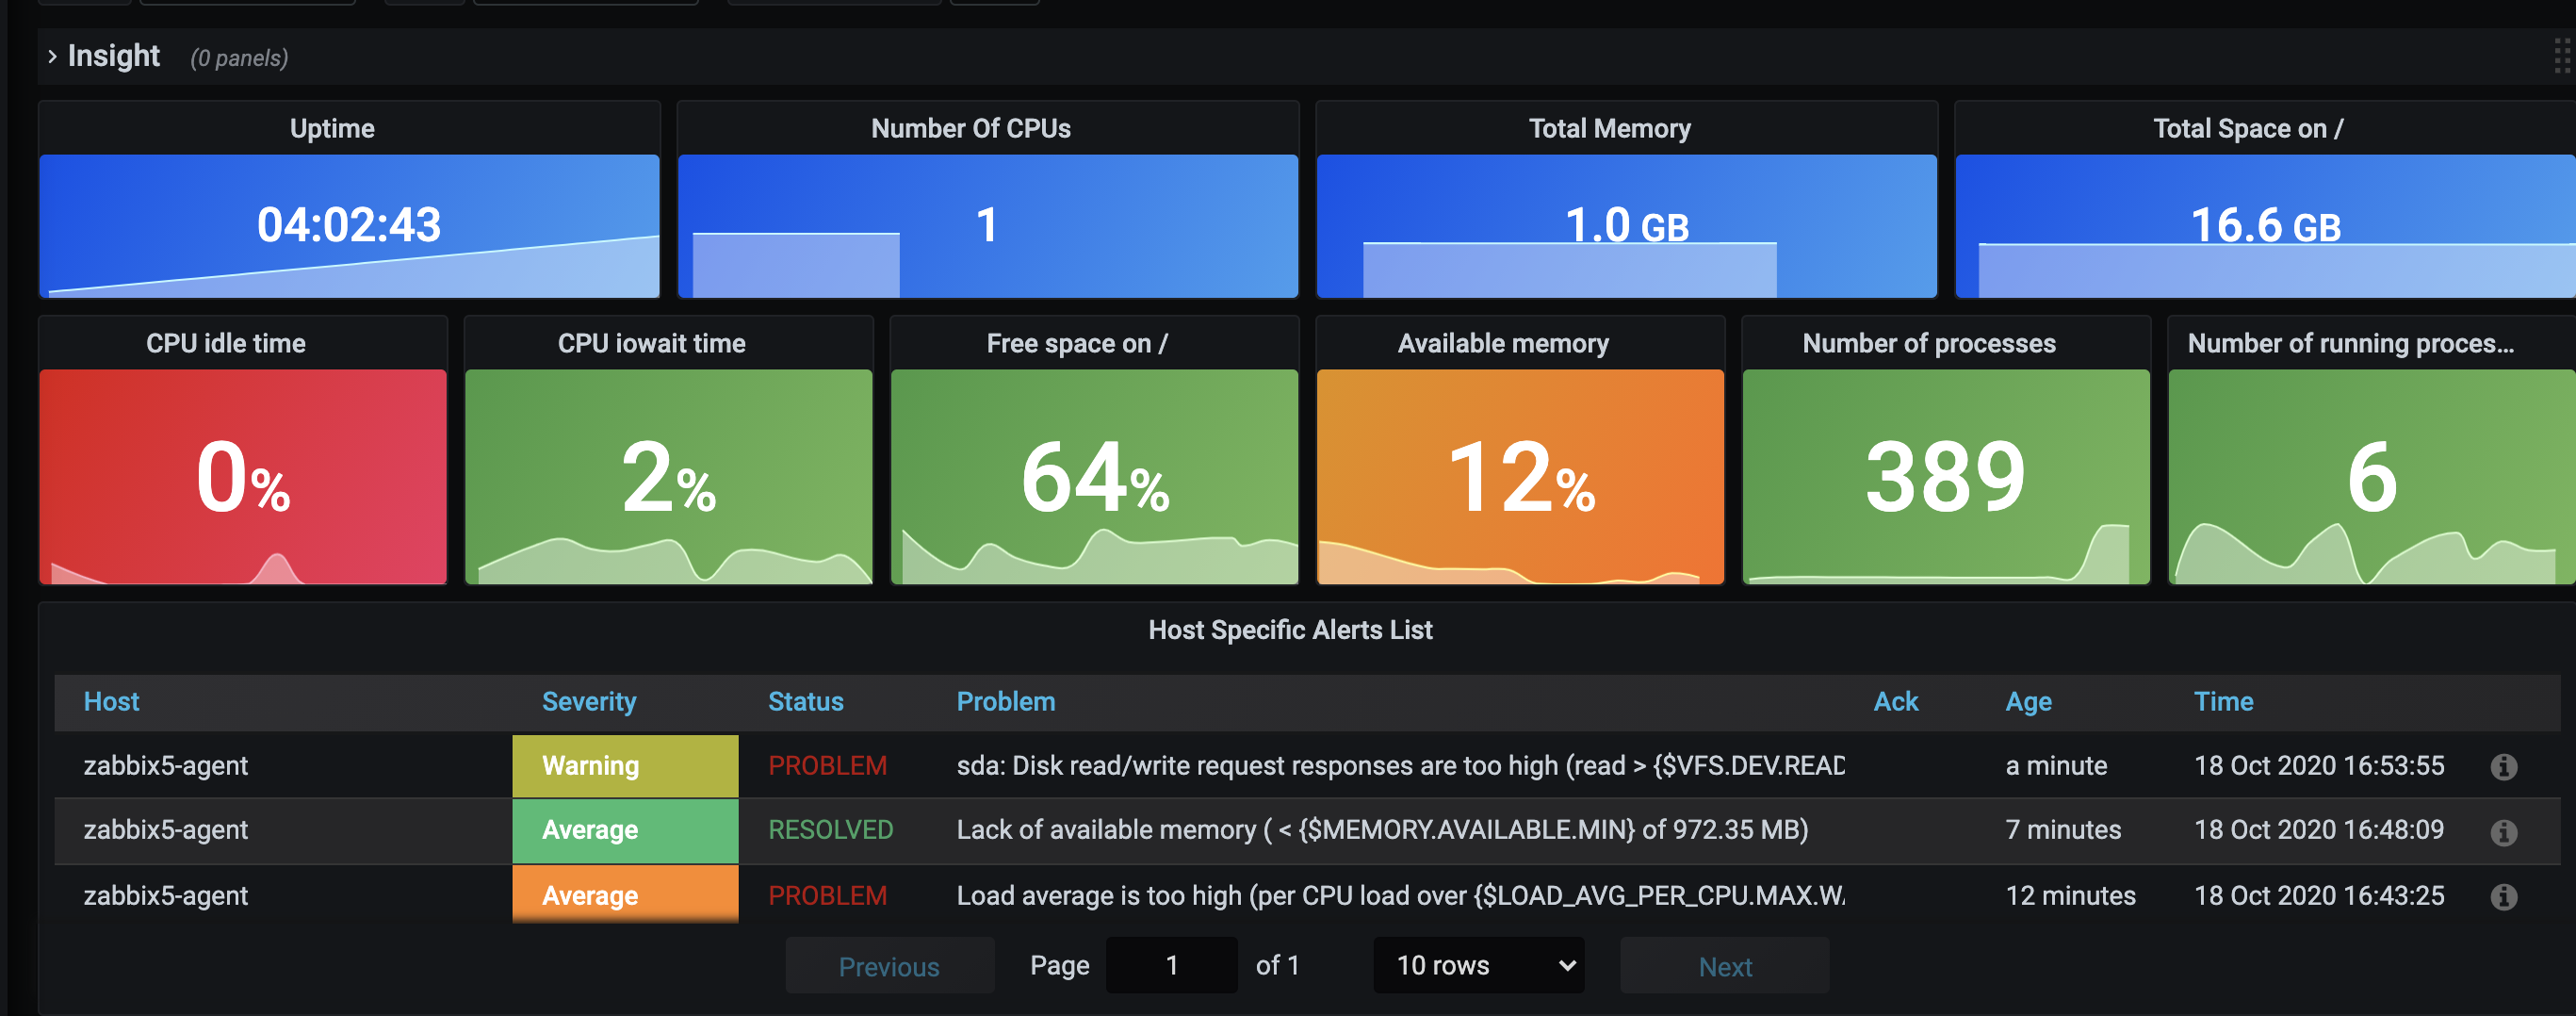 Insight (0 panels)
Uptime Number Of CPUs Total Memory Total Space on /
04:02:43 1 1.0 GB 16.6 GB
CPU idle time CPU iowait time Free space on / Available memory Number of processes Number of running proces...
0% 2% 64% 12% 389 6
Host Specific Alerts List
Host Severity Status Problem Ack Age Time
zabbix5-agent Warning PROBLEM sda: Disk read/write request responses are too high (read > {$VFS.DEV.READ a minute 18 Oct 2020 16:53:55
zabbix5-agent Average RESOLVED Lack of available memory ( < {$MEMORY.AVAILABLE.MIN} of 972.35 MB) 7 minutes 18 Oct 2020 16:48:09
zabbix5-agent Average PROBLEM Load average is too high (per CPU load over {$LOAD_AVG_PER_CPU.MAX.W 12 minutes 18 Oct 2020 16:43:25
Previous Page 1 of 1 10 rows Next